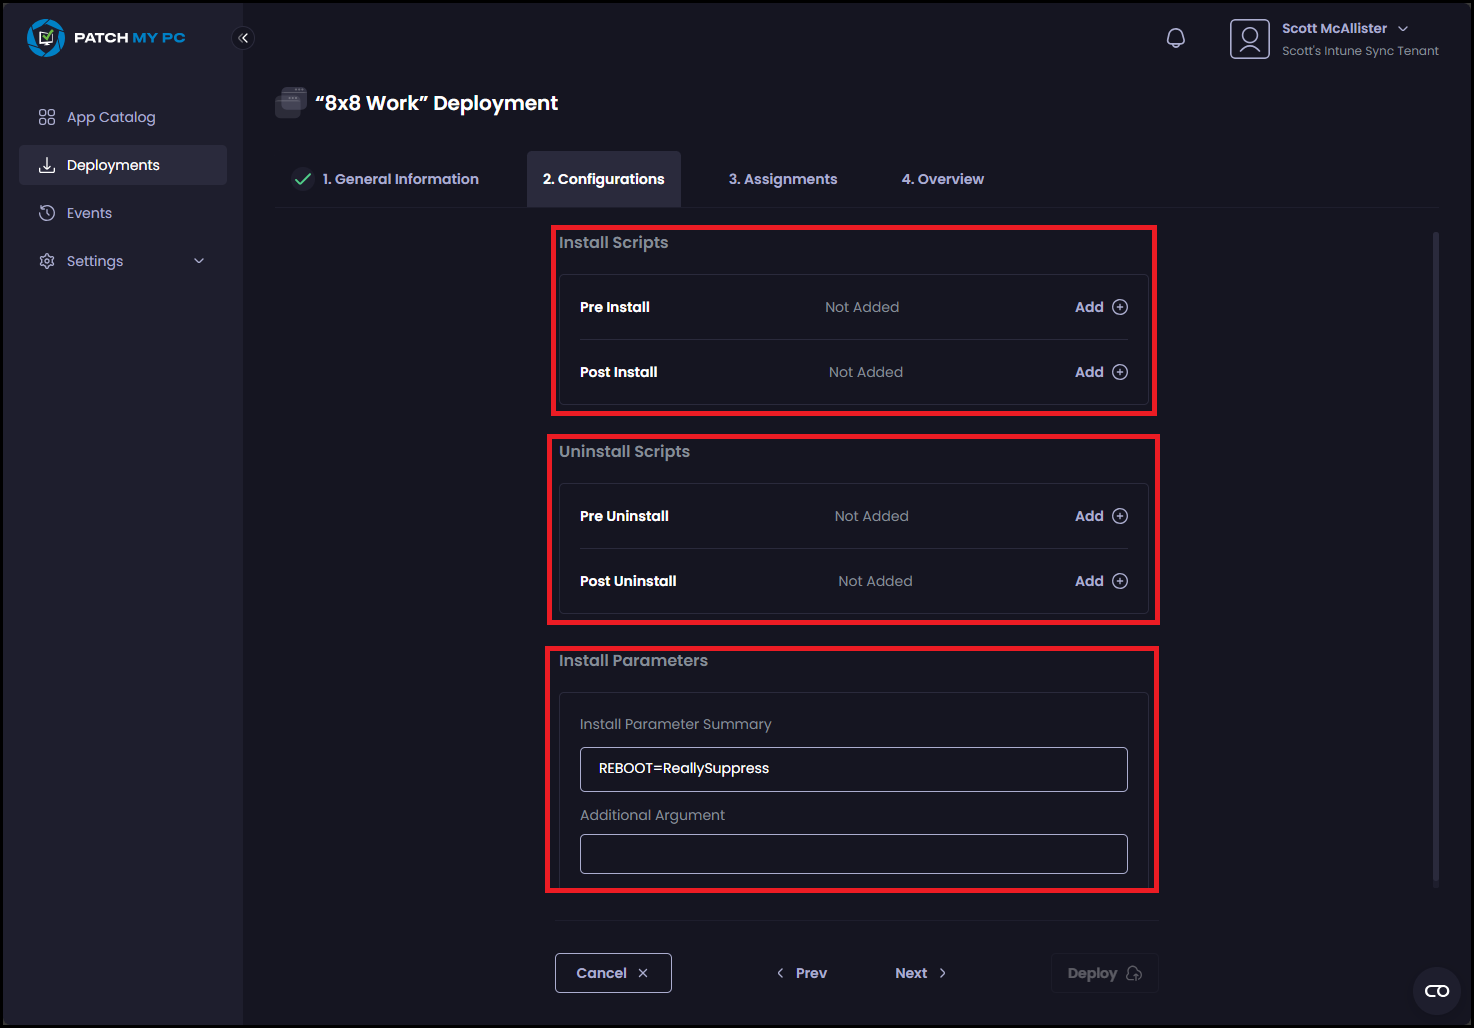 PATCH MY PC
Scott McAllister
Scott's Intune Sync Tenant
App Catalog
Deployments
Events
Settings
“8x8 Work” Deployment
1. General Information
2. Configurations
3. Assignments
4. Overview
Install Scripts
Pre Install Not Added Add
Post Install Not Added Add
Uninstall Scripts
Pre Uninstall Not Added Add
Post Uninstall Not Added Add
Install Parameters
Install Parameter Summary
REBOOT=ReallySuppress
Additional Argument
Cancel
Prev
Next
Deploy